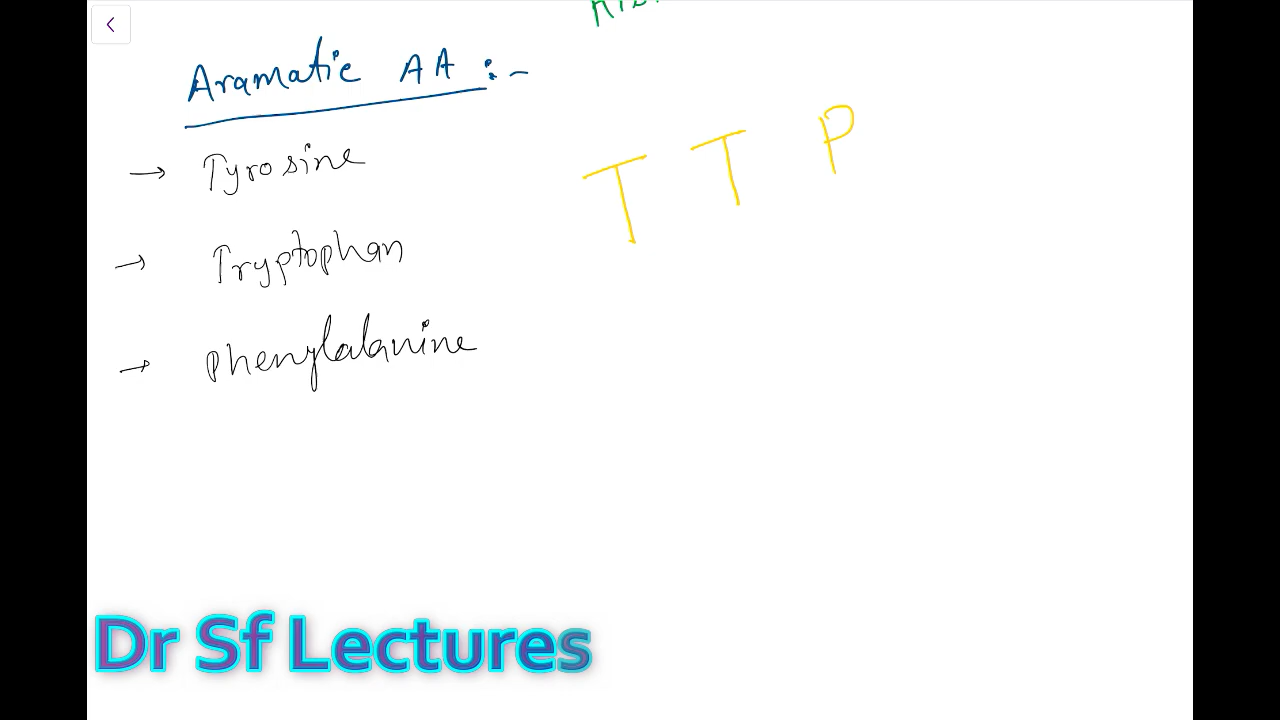 Aramatic AA :-
→ Tyrosine
→ Tryptophan
→ phenylalanine
T T P
Dr Sf Lectures